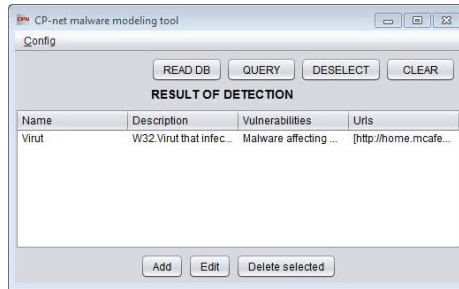 CPN CP-net malware modeling tool
Config
READ DB QUERY DESELECT CLEAR
RESULT OF DETECTION
Name Description Vulnerabilities Urls
Virut W32.Virut that infec... Malware affecting ... [http://home.mcafe...
Add Edit Delete selected